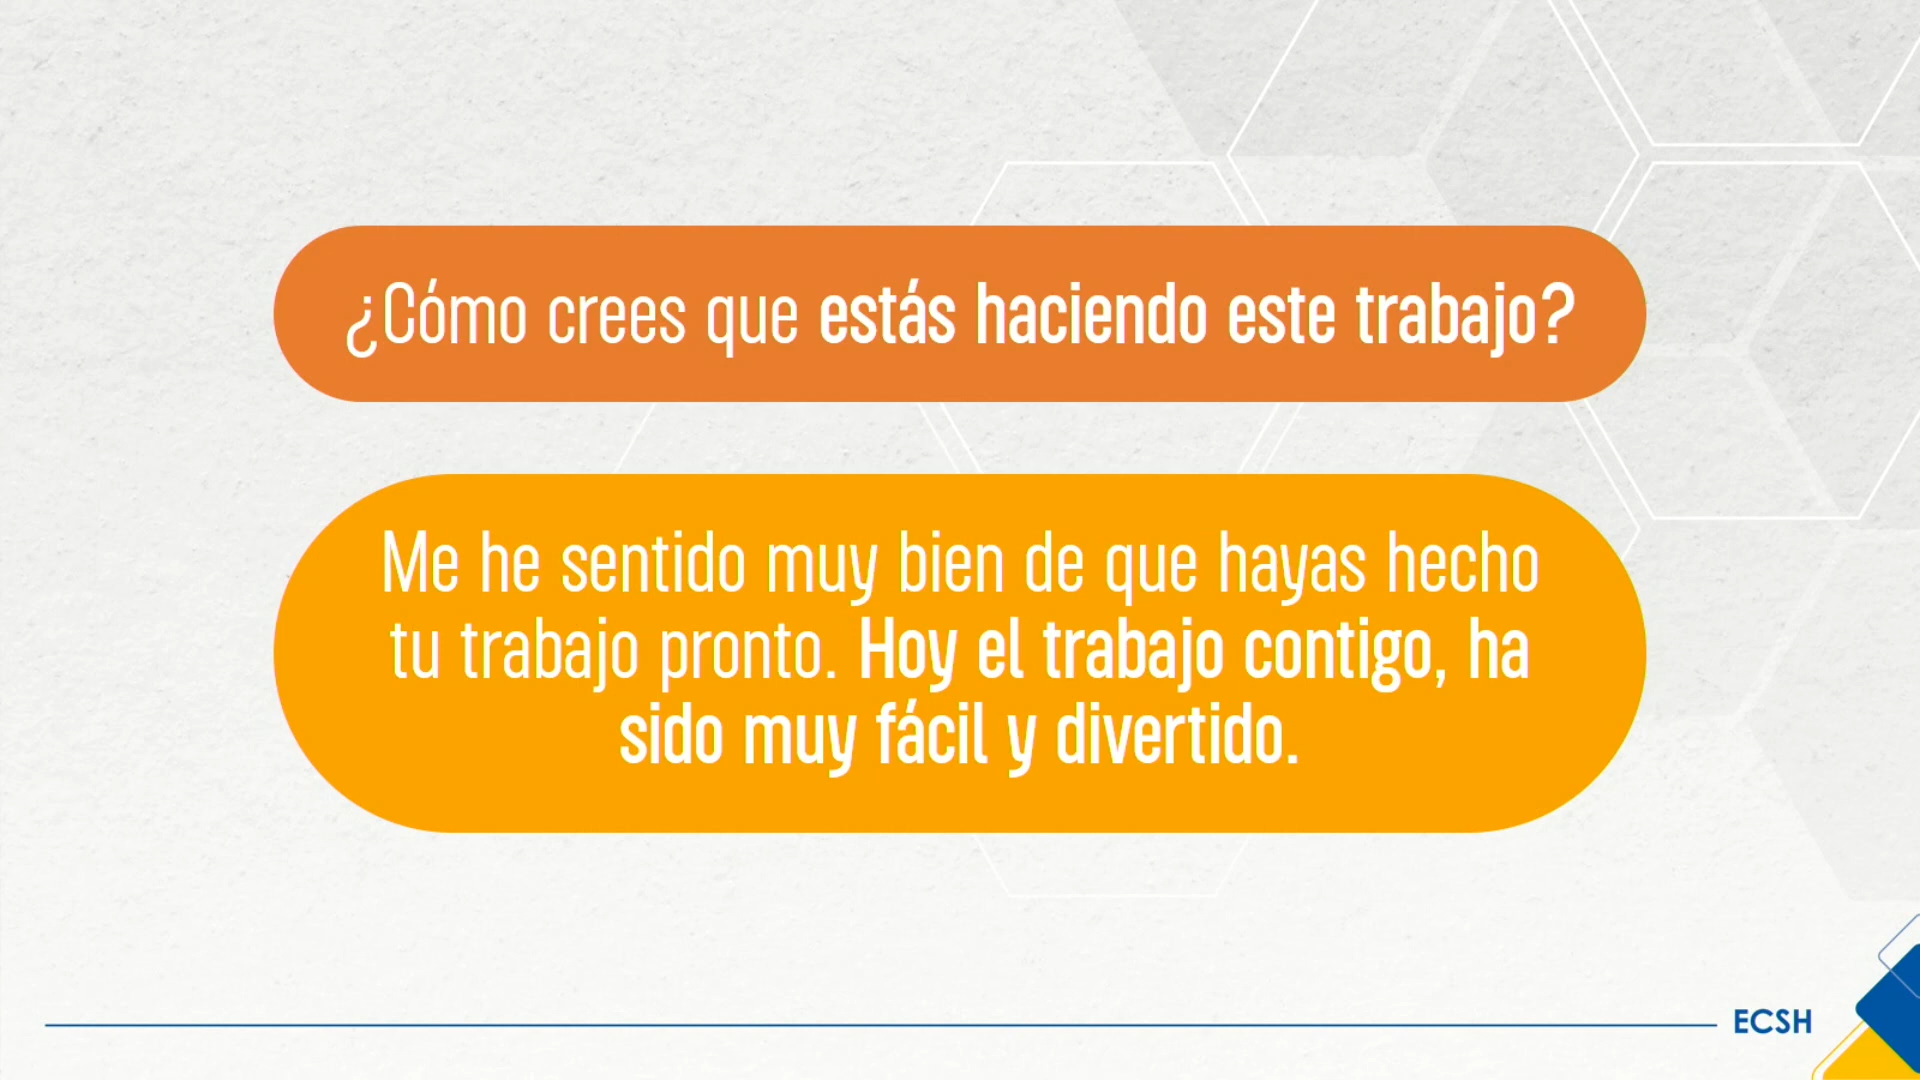 ¿Cómo crees que estás haciendo este trabajo?
Me he sentido muy bien de que hayas hecho
tu trabajo pronto. Hoy el trabajo contigo, ha
sido muy fácil y divertido.
ECSH